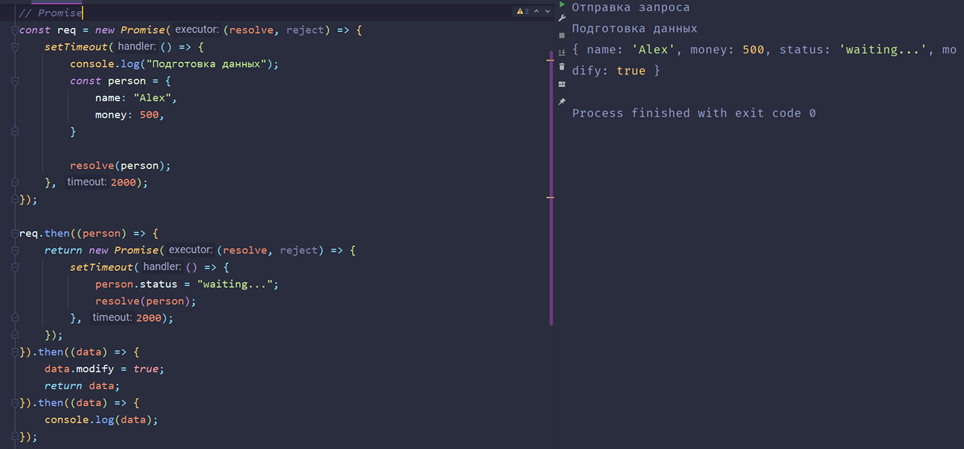 // Promise
const req = new Promise( executor: (resolve, reject) => {
    setTimeout( handler: () => {
        console.log("Подготовка данных");
        const person = {
            name: "Alex",
            money: 500,
        }
        resolve(person);
    }, timeout: 2000);
});
req.then((person) => {
    return new Promise( executor: (resolve, reject) => {
        setTimeout( handler: () => {
            person.status = "waiting...";
            resolve(person);
        }, timeout: 2000);
    });
}).then((data) => {
    data.modify = true;
    return data;
}).then((data) => {
    console.log(data);
});
2
Отправка запроса
Подготовка данных
{ name: 'Alex', money: 500, status: 'waiting...', mo
dify: true }
Process finished with exit code 0